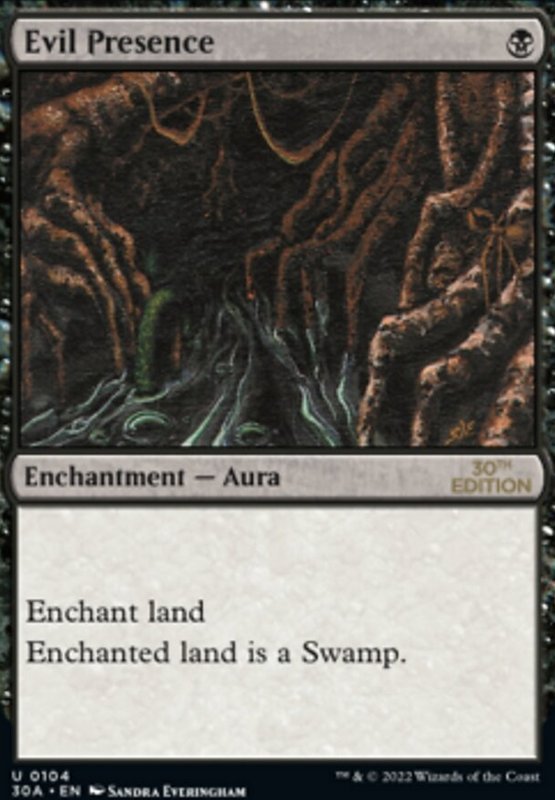 Evil Presence
Enchantment — Aura
30TH
EDITION
Enchant land
Enchanted land is a Swamp.
U 0104
30A • EN Sandra Everingham
™ & © 2022 Wizards of the Coast